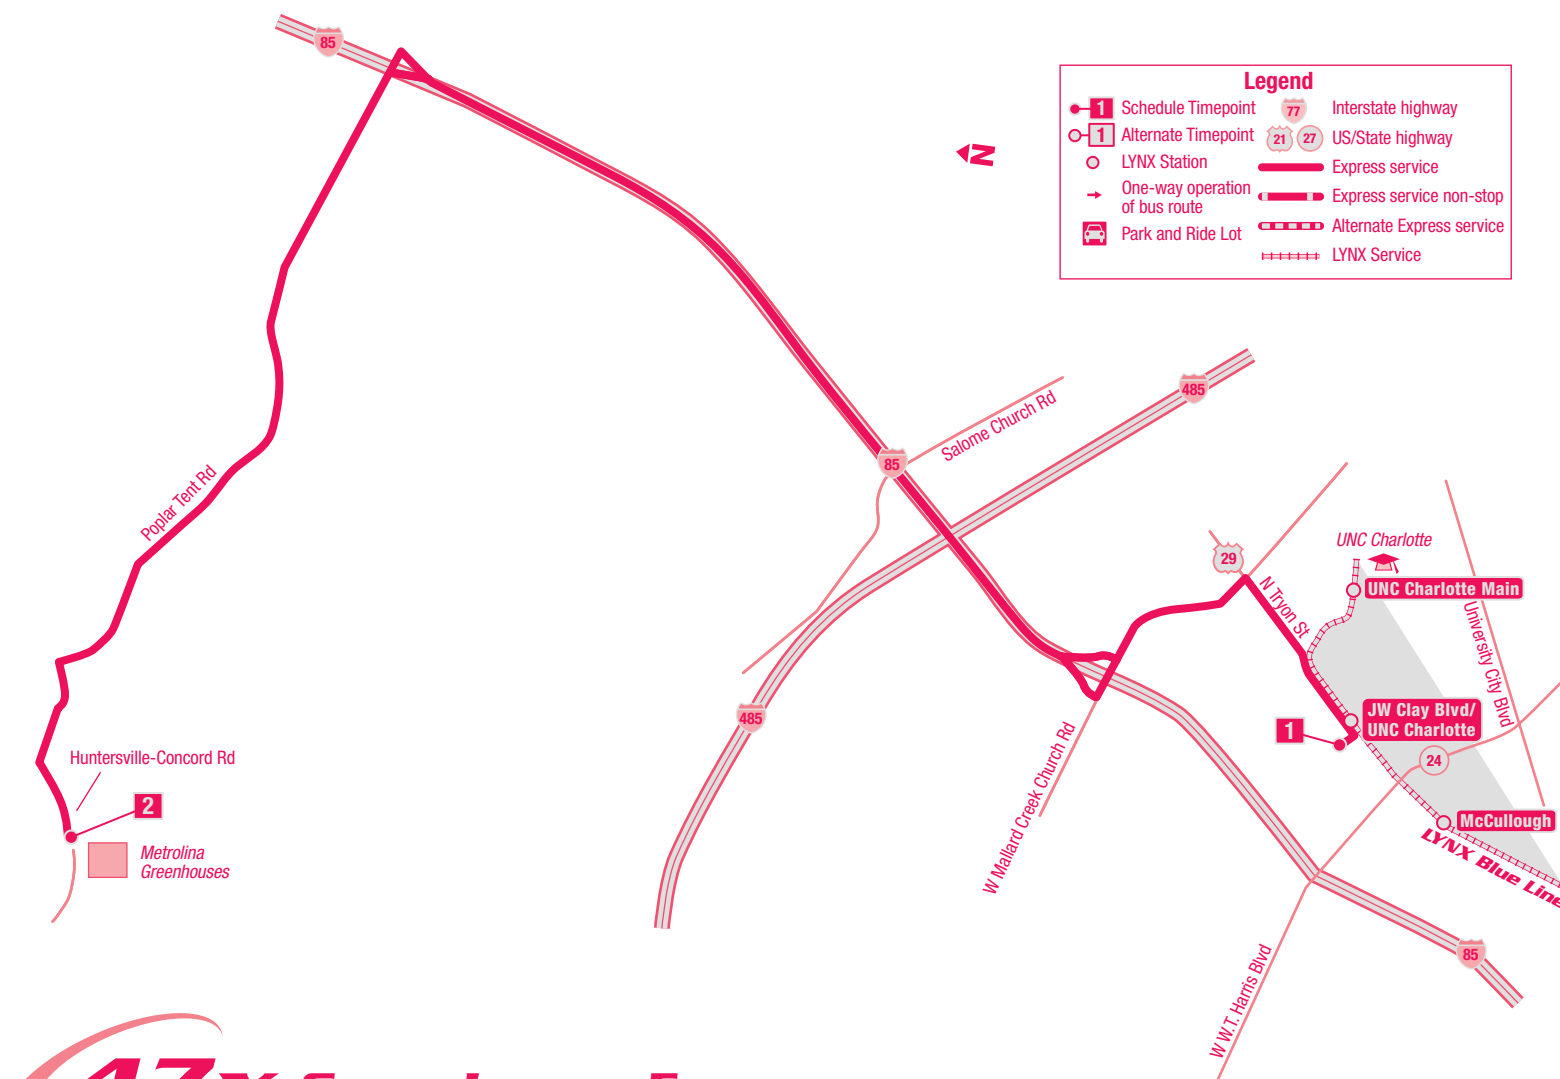 85
Legend
1 Schedule Timepoint
77 Interstate highway
1 Alternate Timepoint
21 27 US/State highway
LYNX Station
Express service
One-way operation
of bus route
Express service non-stop
Park and Ride Lot
Alternate Express service
LYNX Service
N
485
Salome Church Rd
85
Poplar Tent Rd
UNC Charlotte
29
UNC Charlotte Main
N Tryon St
University City Blvd
485
JW Clay Blvd/
UNC Charlotte
1
24
Huntersville-Concord Rd
W Mallard Creek Church Rd
2
McCullough
LYNX Blue Line
Metrolina
Greenhouses
85
W W.T. Harris Blvd
47x